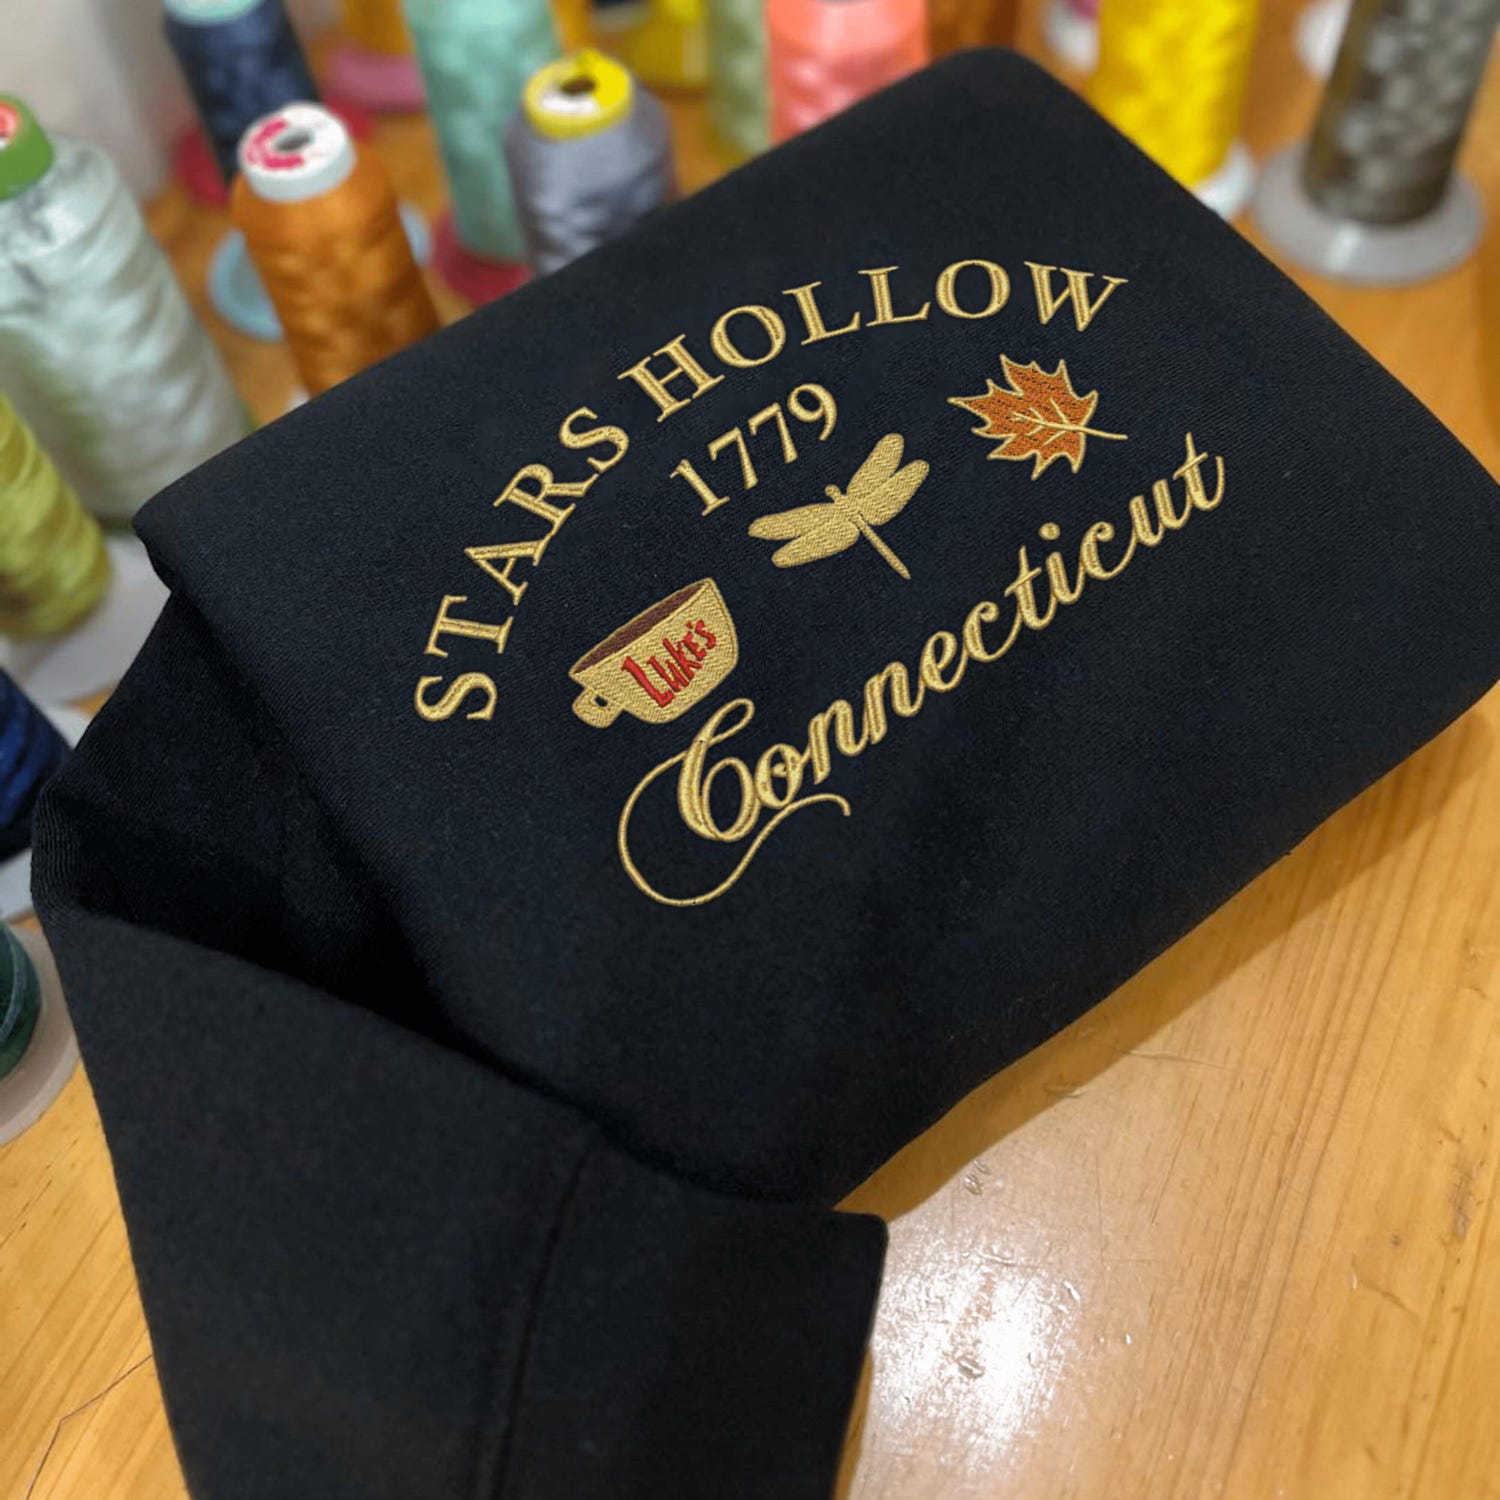 STARS HOLLOW
1779
LUKE'S
Connecticut